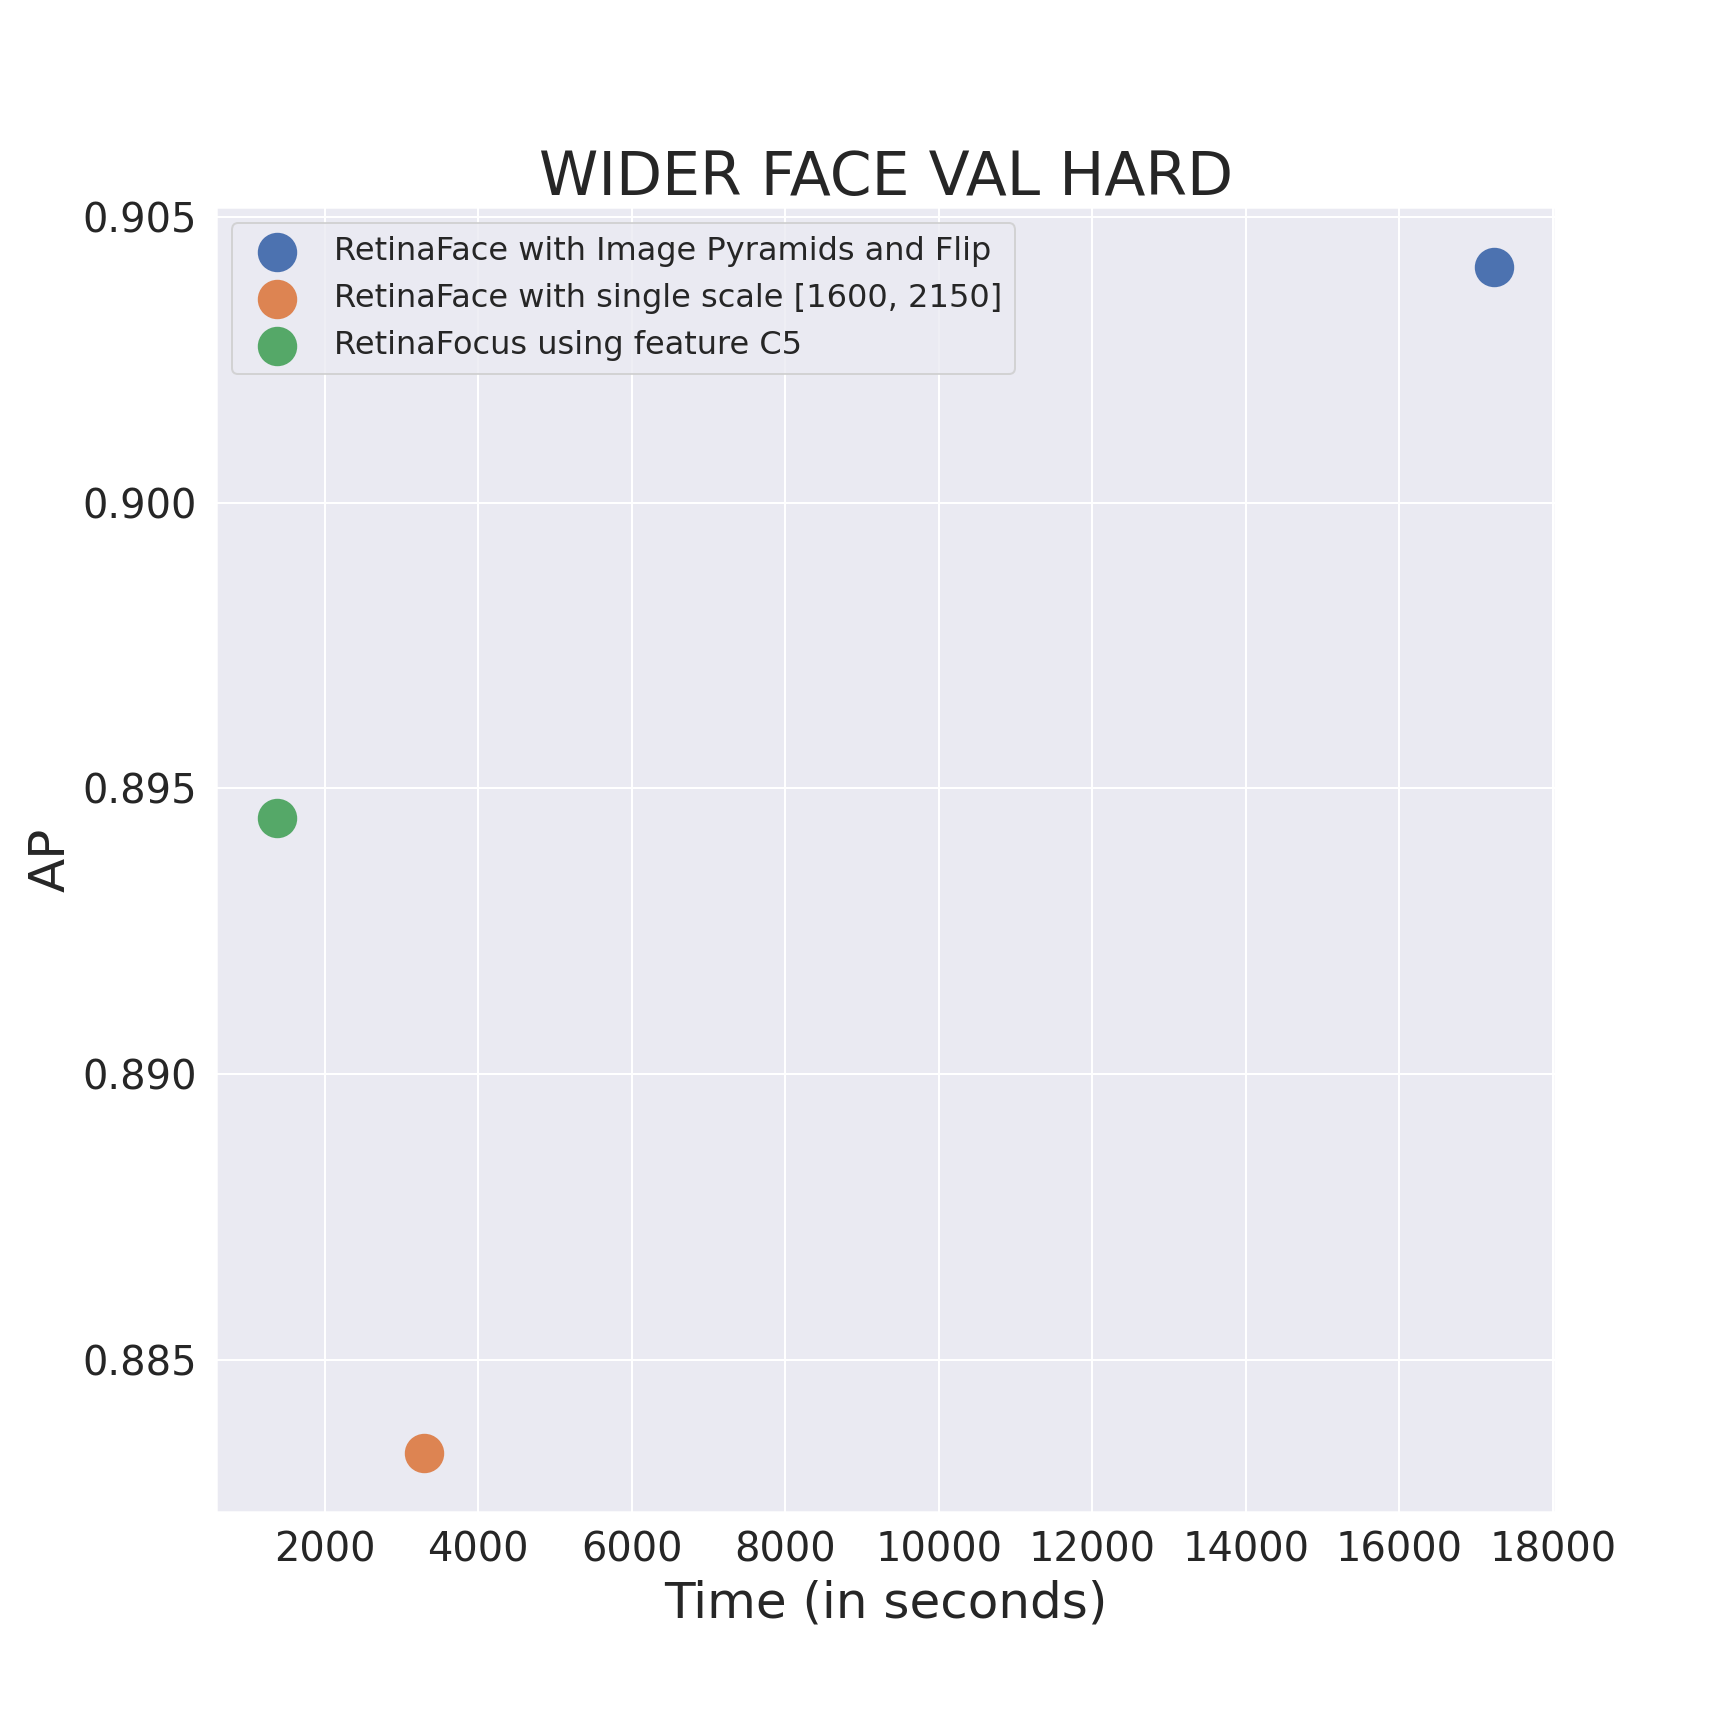 WIDER FACE VAL HARD
0.905
RetinaFace with Image Pyramids and Flip
RetinaFace with single scale [1600, 2150]
RetinaFocus using feature C5
0.900
0.895
AP
0.890
0.885
2000 4000 6000 8000 10000 12000 14000 16000 18000
Time (in seconds)